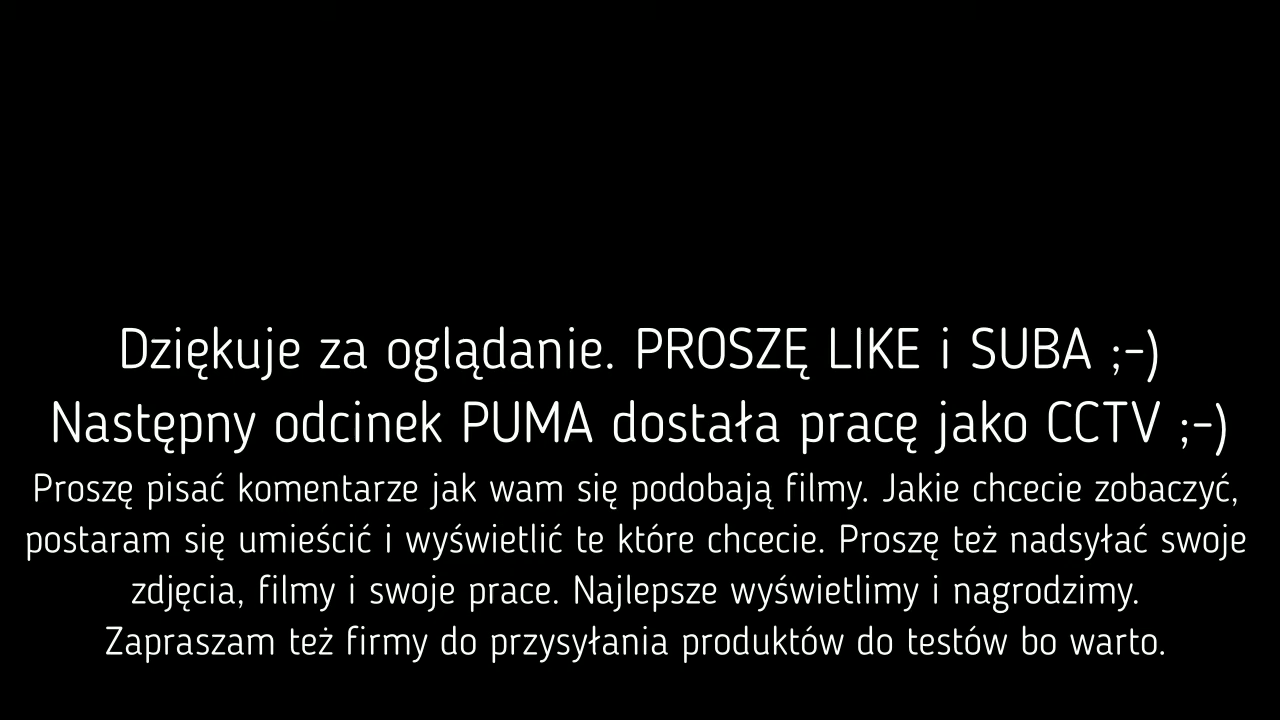 Dziękuje za oglądanie. PROSZĘ LIKE i SUBA ;-)
Następny odcinek PUMA dostała pracę jako CCTV ;-)
Proszę pisać komentarze jak wam się podobają filmy. Jakie chcecie zobaczyć,
postaram się umieścić i wyświetlić te które chcecie. Proszę też nadsyłać swoje
zdjęcia, filmy i swoje prace. Najlepsze wyświetlimy i nagrodzimy.
Zapraszam też firmy do przysyłania produktów do testów bo warto.